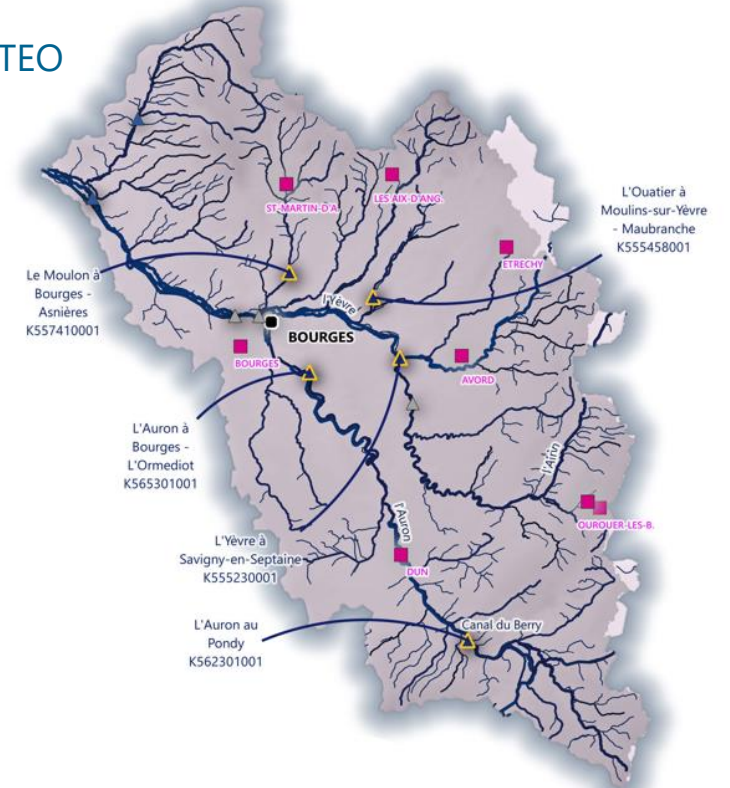 TEO
L'Ouatier à
Moulins-sur-Yèvre
- Maubranche
K555458001
ST-MARTIN-D'A.
LES AIX-D'ANG.
ETRECHY
Le Moulon à
Bourges -
Asnières
K557410001
l'Yèvre
BOURGES
BOURGES
AVORD
L'Auron à
Bourges -
L'Ormediot
K565301001
l'Airin
l'Auron
OUROUER-LES-B.
L'Yèvre à
Savigny-en-Septaine
K555230001
DUN
L'Auron au
Pondy
K562301001
Canal du Berry